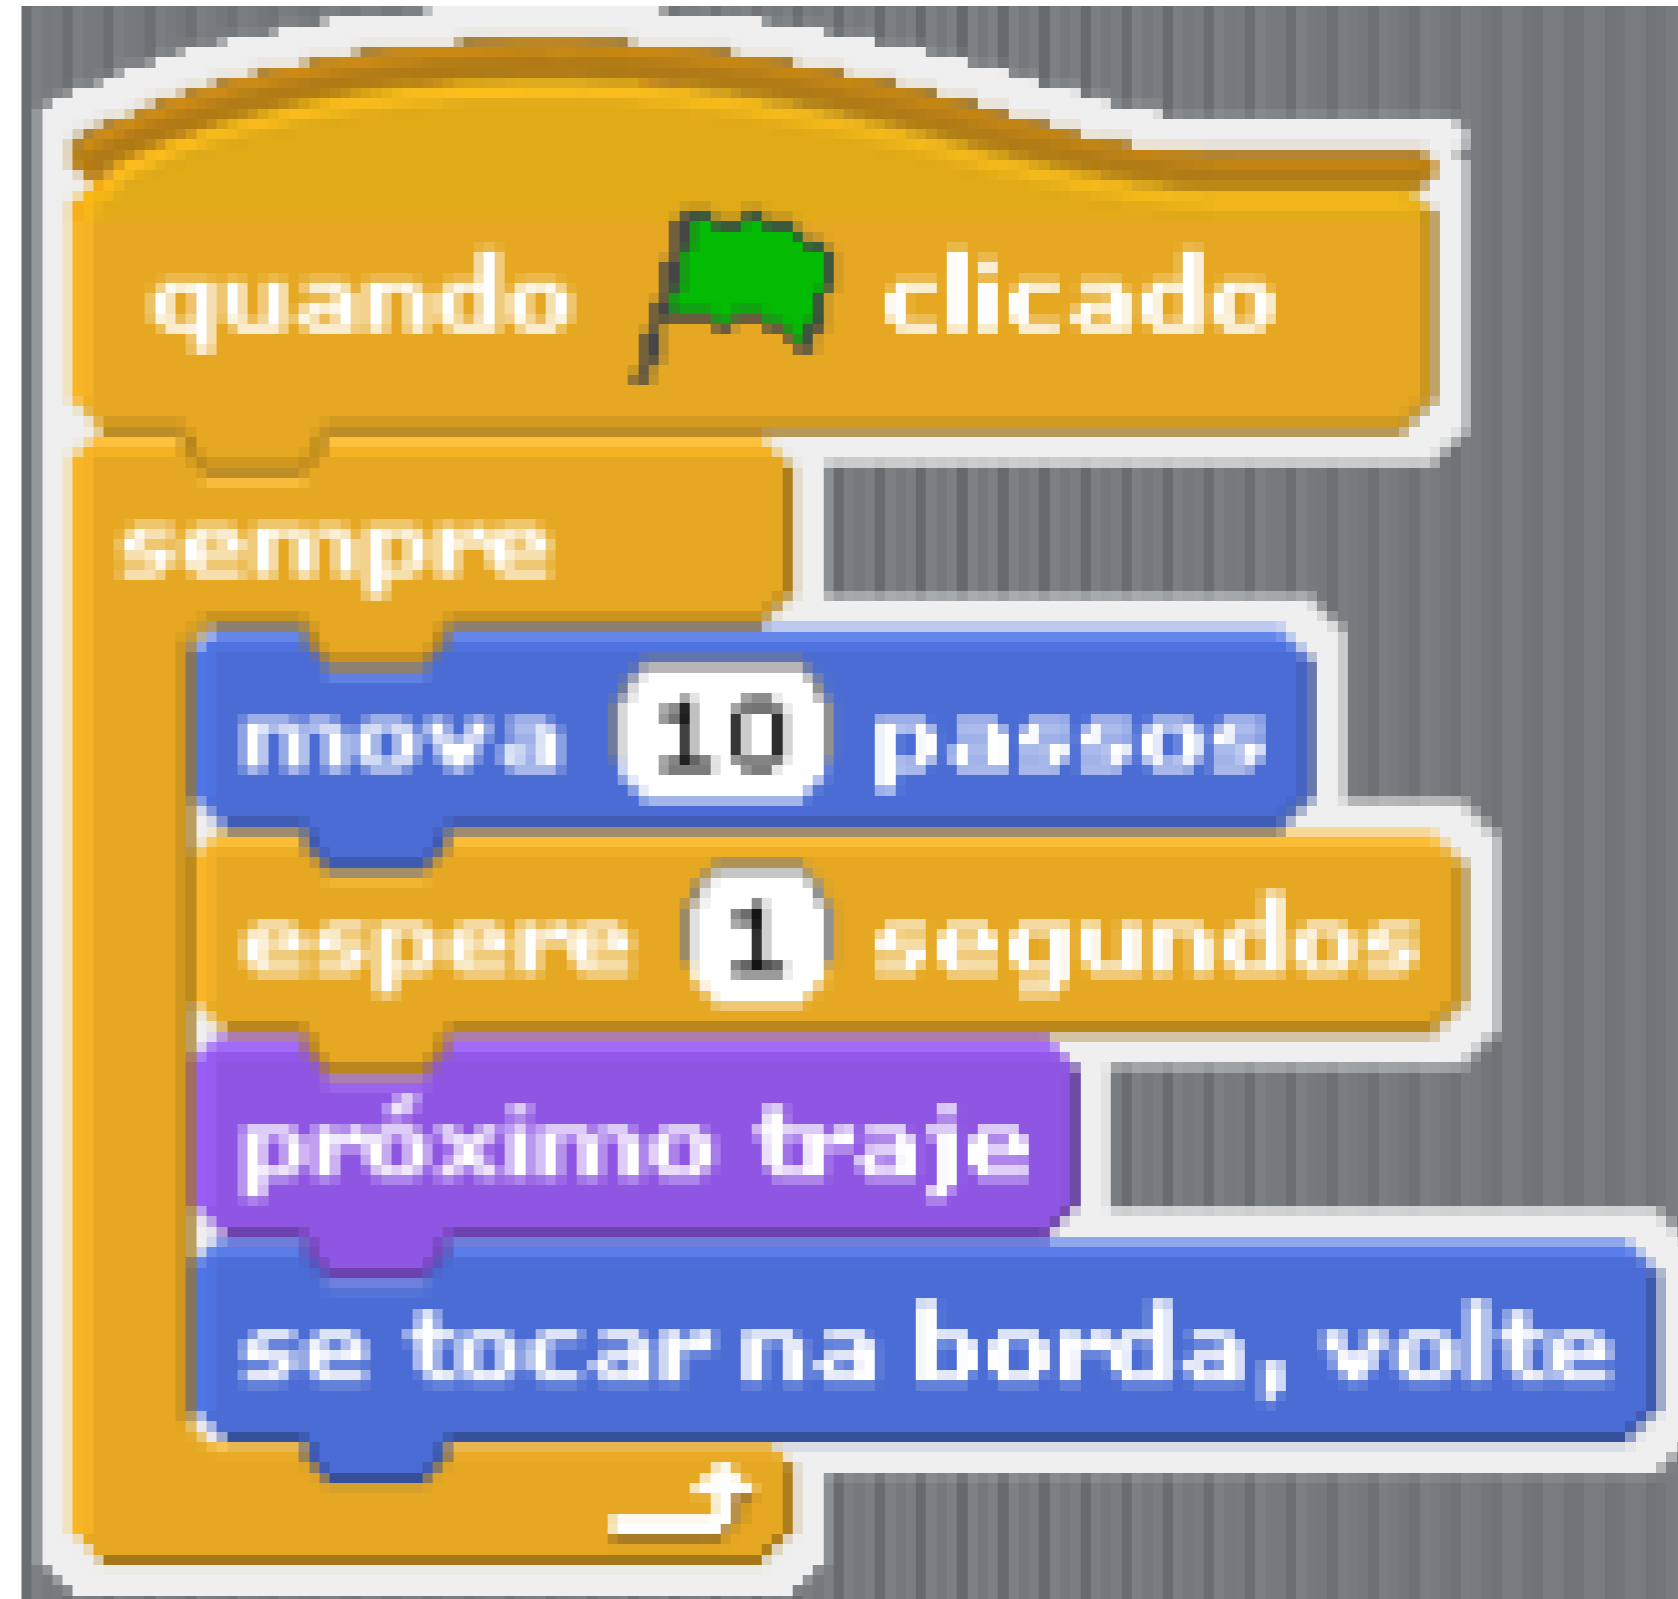 quando clicado
sempre
mova 10 passos
espere 1 segundos
próximo traje
se tocar na borda, volte